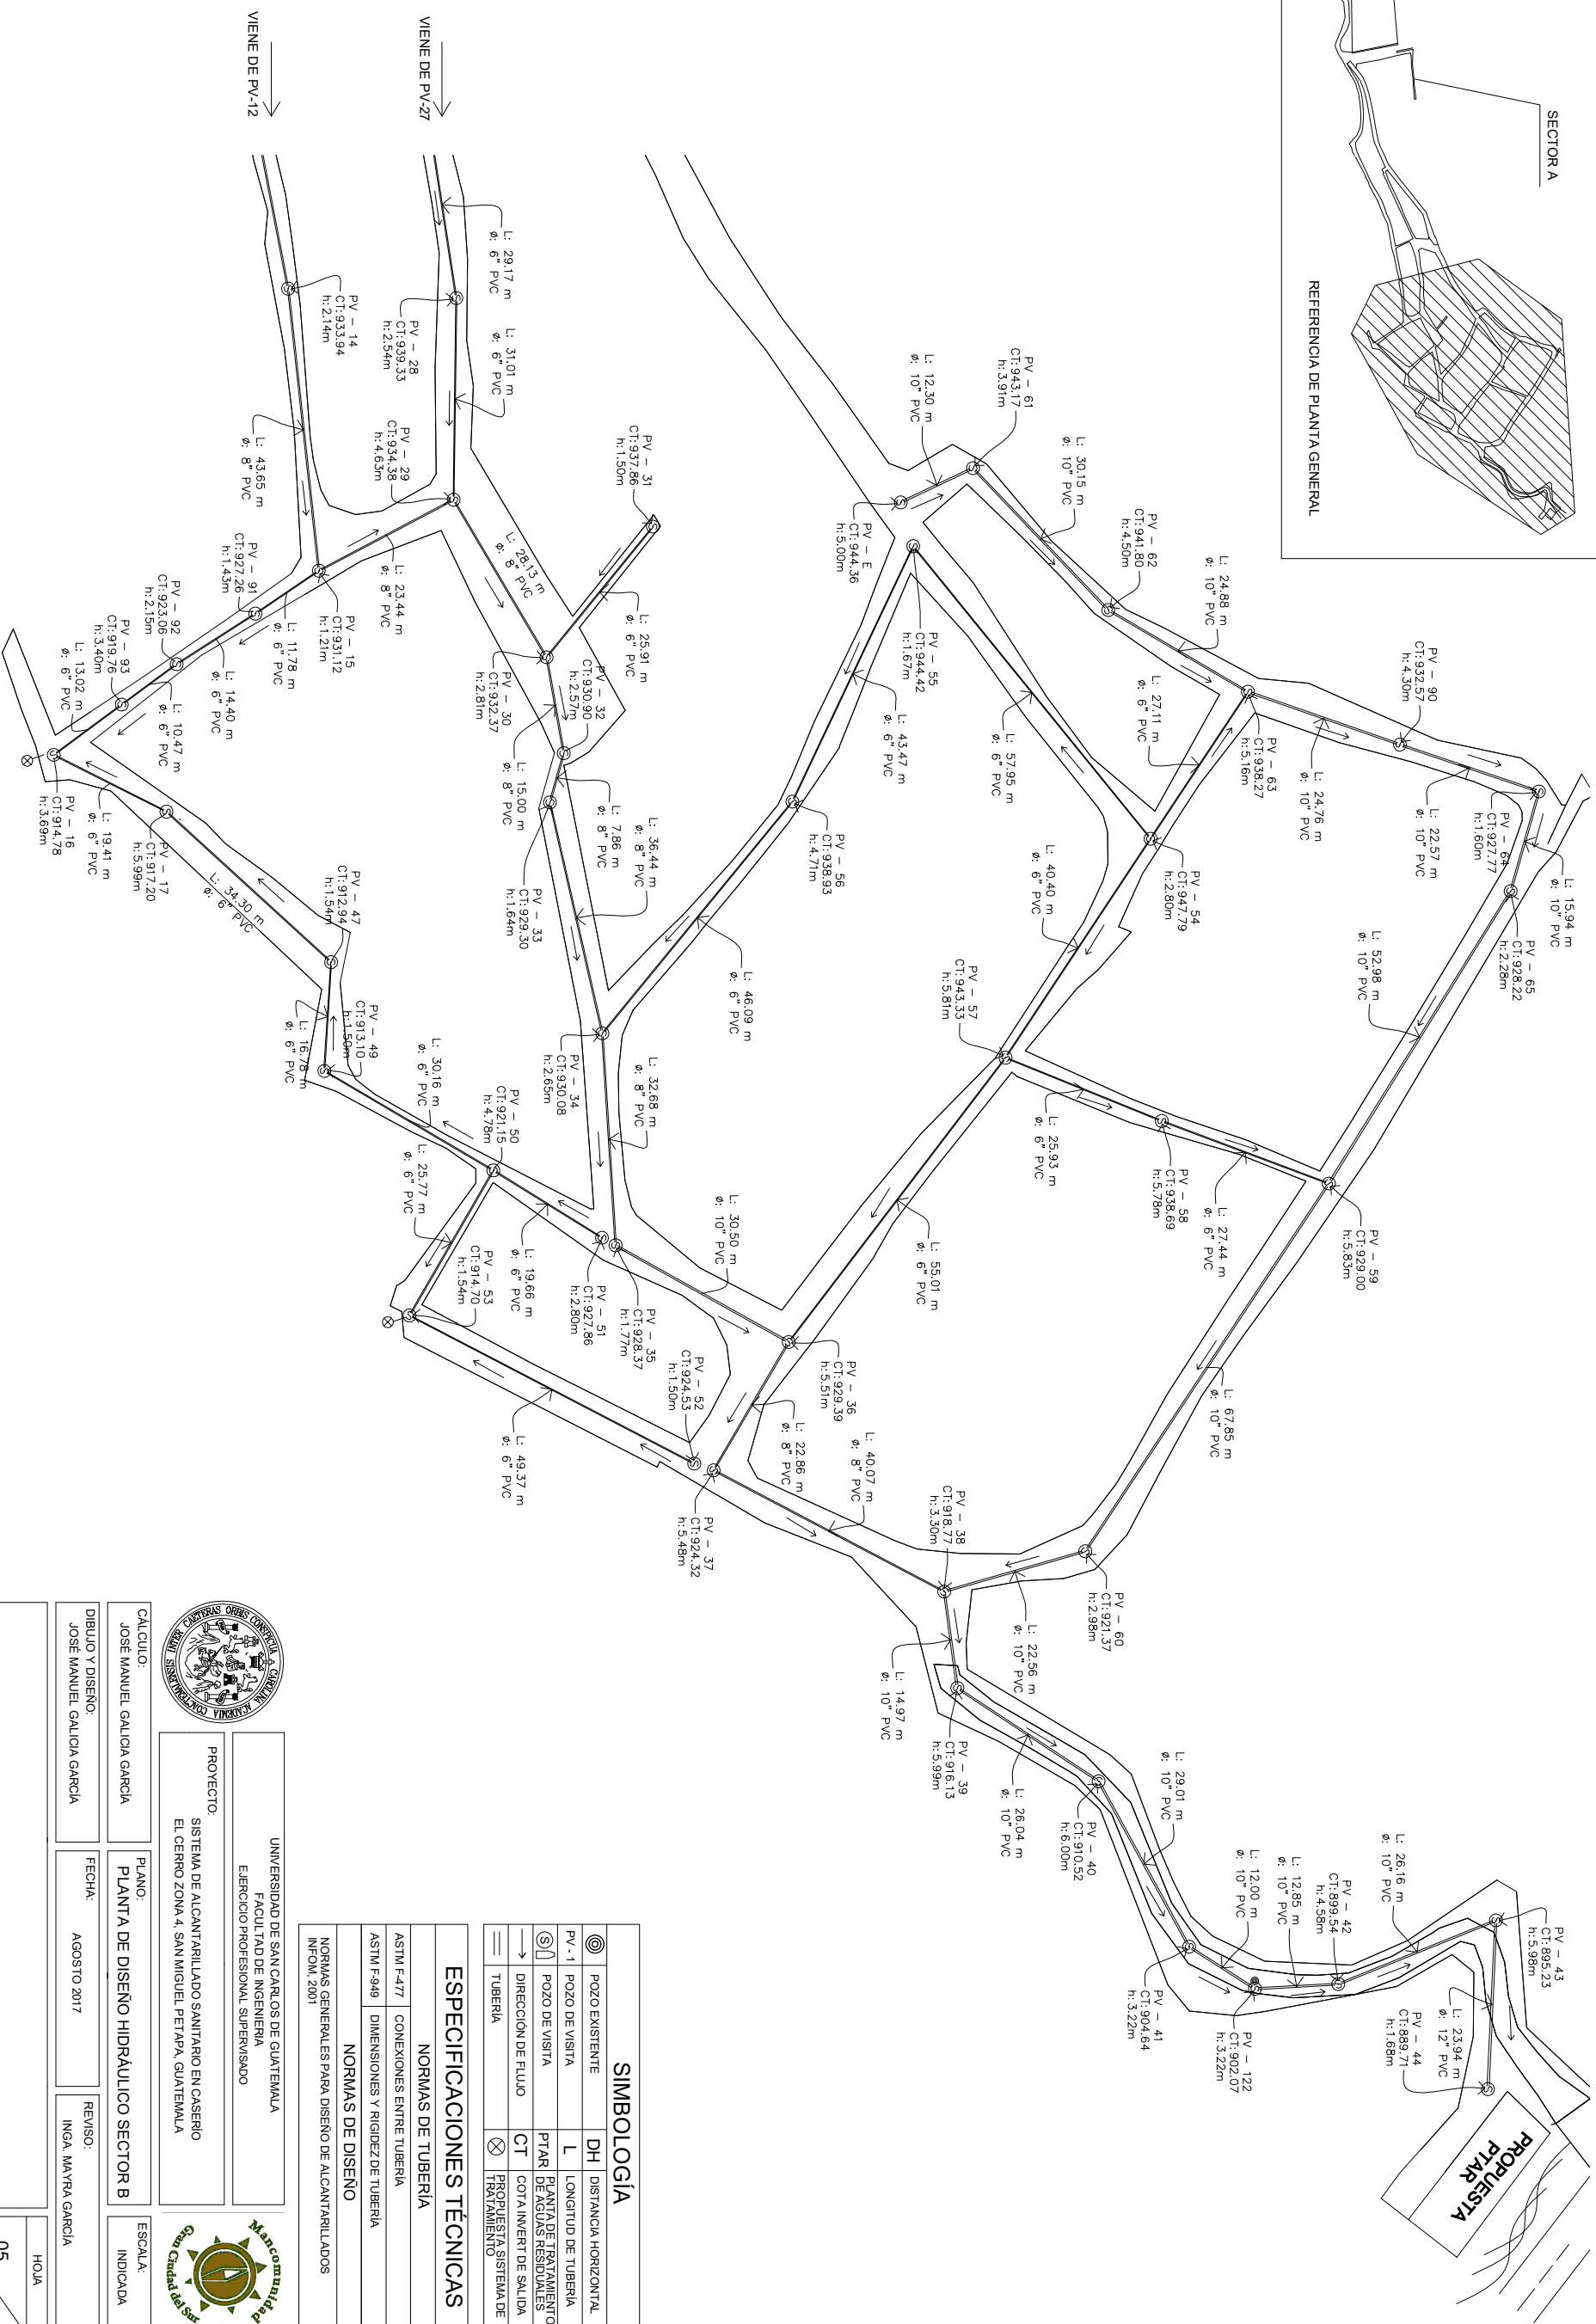 SECTOR A
REFERENCIA DE PLANTA GENERAL
VIENE DE PV-12
VIENE DE PV-27
L: 29.17 m
ø: 6" PVC
PV - 14
CT:933.94
h:2.14m
PV - 28
CT:939.33
h:2.54m
L: 31.01 m
ø: 6" PVC
L: 43.65 m
ø: 8" PVC
PV - 29
CT:934.38
h:4.63m
PV - 31
CT:937.86
h:1.50m
L: 12.30 m
ø: 10" PVC
PV - 61
CT:943.17
h:3.91m
L: 30.15 m
ø: 10" PVC
PV - E
CT:944.36
h:5.00m
PV - 62
CT:941.80
h:4.50m
L: 24.88 m
ø: 10" PVC
PV - 90
CT:932.57
h:4.30m
L: 28.13 m
ø: 8" PVC
L: 23.44 m
ø: 8" PVC
L: 25.91 m
ø: 6" PVC
PV - 91
CT:927.26
h:1.43m
PV - 92
CT:923.06
h:2.15m
PV - 93
CT:919.76
h:3.40m
L: 13.02 m
ø: 6" PVC
PV - 15
CT:931.12
h:1.21m
L: 11.78 m
ø: 6" PVC
L: 14.40 m
ø: 6" PVC
L: 10.47 m
ø: 6" PVC
PV - 32
CT:930.90
h:2.57m
PV - 30
CT:932.37
h:2.81m
L: 15.00 m
ø: 8" PVC
L: 7.86 m
ø: 8" PVC
L: 36.44 m
ø: 8" PVC
PV - 55
CT:944.42
h:1.67m
L: 43.47 m
ø: 6" PVC
L: 57.95 m
ø: 6" PVC
L: 27.11 m
ø: 6" PVC
PV - 63
CT:938.27
h:5.16m
L: 24.76 m
ø: 10" PVC
L: 22.57 m
ø: 10" PVC
PV - 64
CT:927.77
h:1.60m
L: 15.94 m
ø: 10" PVC
PV - 65
CT:928.22
h:2.28m
PV - 16
CT:914.78
h:3.69m
L: 19.41 m
ø: 6" PVC
PV - 17
CT:917.20
h:5.99m
L: 34.30 m
ø: 6" PVC
PV - 47
CT:912.94
h:1.54m
PV - 33
CT:929.30
h:1.64m
PV - 56
CT:938.93
h:4.71m
L: 40.40 m
ø: 6" PVC
PV - 54
CT:947.79
h:2.80m
L: 52.98 m
ø: 10" PVC
L: 46.09 m
ø: 6" PVC
PV - 57
CT:943.33
h:5.81m
L: 16.78 m
ø: 6" PVC
PV - 49
CT:913.10
h:1.50m
L: 30.16 m
ø: 6" PVC
PV - 50
CT:921.15
h:4.78m
PV - 34
CT:930.08
h:2.65m
L: 32.68 m
ø: 8" PVC
L: 25.93 m
ø: 6" PVC
PV - 58
CT:938.69
h:5.78m
L: 27.44 m
ø: 6" PVC
PV - 59
CT:929.00
h:5.83m
L: 25.77 m
ø: 6" PVC
PV - 53
CT:914.70
h:1.54m
L: 19.66 m
ø: 6" PVC
PV - 51
CT:927.86
h:2.80m
PV - 35
CT:928.37
h:1.77m
L: 30.50 m
ø: 10" PVC
L: 55.01 m
ø: 6" PVC
PV - 52
CT:924.53
h:1.50m
L: 49.37 m
ø: 6" PVC
PV - 36
CT:929.39
h:5.51m
L: 22.86 m
ø: 8" PVC
L: 40.07 m
ø: 8" PVC
L: 67.85 m
ø: 10" PVC
PV - 37
CT:924.32
h:5.48m
PV - 38
CT:918.77
h:3.30m
PV - 60
CT:921.37
h:2.98m
L: 22.56 m
ø: 10" PVC
L: 14.97 m
ø: 10" PVC
PV - 39
CT:916.13
h:5.99m
L: 26.04 m
ø: 10" PVC
PV - 40
CT:910.52
h:6.00m
L: 29.01 m
ø: 10" PVC
L: 12.00 m
ø: 10" PVC
L: 12.85 m
ø: 10" PVC
PV - 42
CT:899.54
h:4.58m
L: 26.16 m
ø: 10" PVC
PV - 43
CT:895.23
h:5.98m
PV - 41
CT:904.64
h:3.22m
PV - 122
CT:902.07
h:3.22m
PV - 44
CT:889.71
h:1.68m
L: 23.94 m
ø: 12" PVC
PROPUESTA
PTAR
SIMBOLOGÍA
POZO EXISTENTE
DH DISTANCIA HORIZONTAL
PV - 1 POZO DE VISITA
L LONGITUD DE TUBERÍA
S POZO DE VISITA
PTAR PLANTA DE TRATAMIENTO
DE AGUAS RESIDUALES
DIRECCIÓN DE FLUJO
CT COTA INVERT DE SALIDA
TUBERÍA
PROPUESTA SISTEMA DE
TRATAMIENTO
ESPECIFICACIONES TÉCNICAS
NORMAS DE TUBERÍA
ASTM F-477 CONEXIONES ENTRE TUBERÍA
ASTM F-949 DIMENSIONES Y RIGIDEZ DE TUBERÍA
NORMAS DE DISEÑO
NORMAS GENERALES PARA DISEÑO DE ALCANTARILLADOS
INFOM, 2001
UNIVERSIDAD DE SAN CARLOS DE GUATEMALA
FACULTAD DE INGENIERIA
EJERCICIO PROFESIONAL SUPERVISADO
PROYECTO:
SISTEMA DE ALCANTARILLADO SANITARIO EN CASERÍO
EL CERRO ZONA 4, SAN MIGUEL PETAPA, GUATEMALA
CAROLINA ACADEMIA COACTEMALENSIS INTER CAETERAS ORBIS CONSPICUA
Mancomunidad
Gran Ciudad del Sur
CÁLCULO:
JOSÉ MANUEL GALICIA GARCÍA
PLANO:
PLANTA DE DISEÑO HIDRÁULICO SECTOR B
ESCALA:
INDICADA
DIBUJO Y DISEÑO:
JOSÉ MANUEL GALICIA GARCÍA
FECHA:
AGOSTO 2017
REVISO:
INGA. MAYRA GARCÍA
HOJA
05